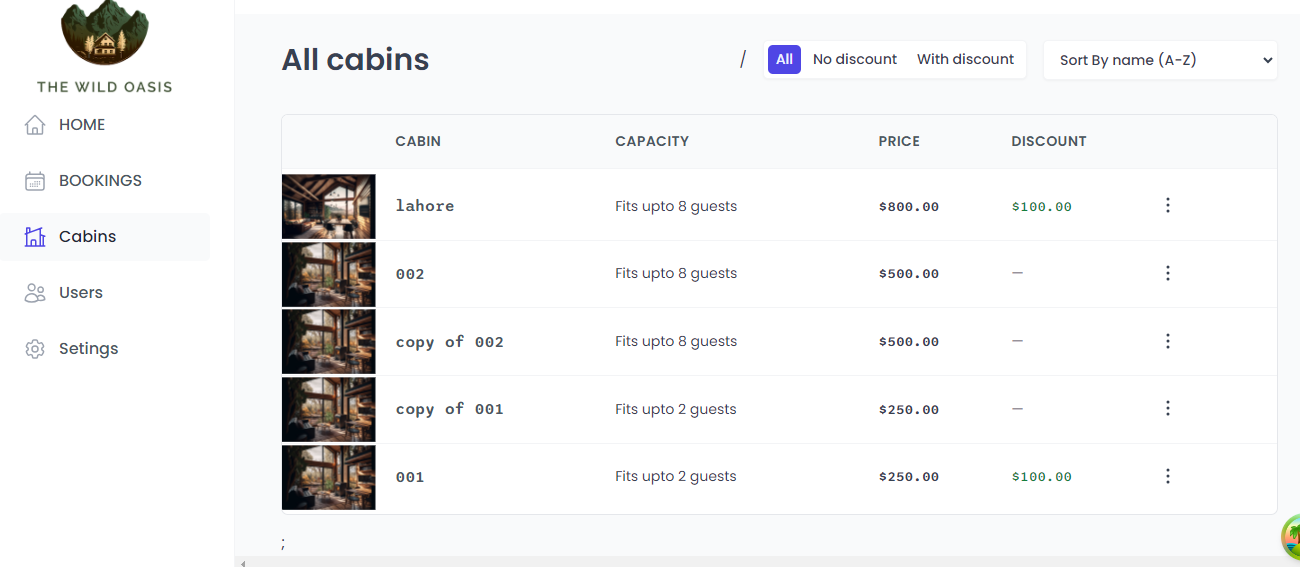 THE WILD OASIS
HOME
BOOKINGS
Cabins
Users
Setings
All cabins
/
All No discount With discount
Sort By name (A-Z)
CABIN CAPACITY PRICE DISCOUNT
lahore Fits upto 8 guests $800.00 $100.00
002 Fits upto 8 guests $500.00 —
copy of 002 Fits upto 8 guests $500.00 —
copy of 001 Fits upto 2 guests $250.00 —
001 Fits upto 2 guests $250.00 $100.00
;